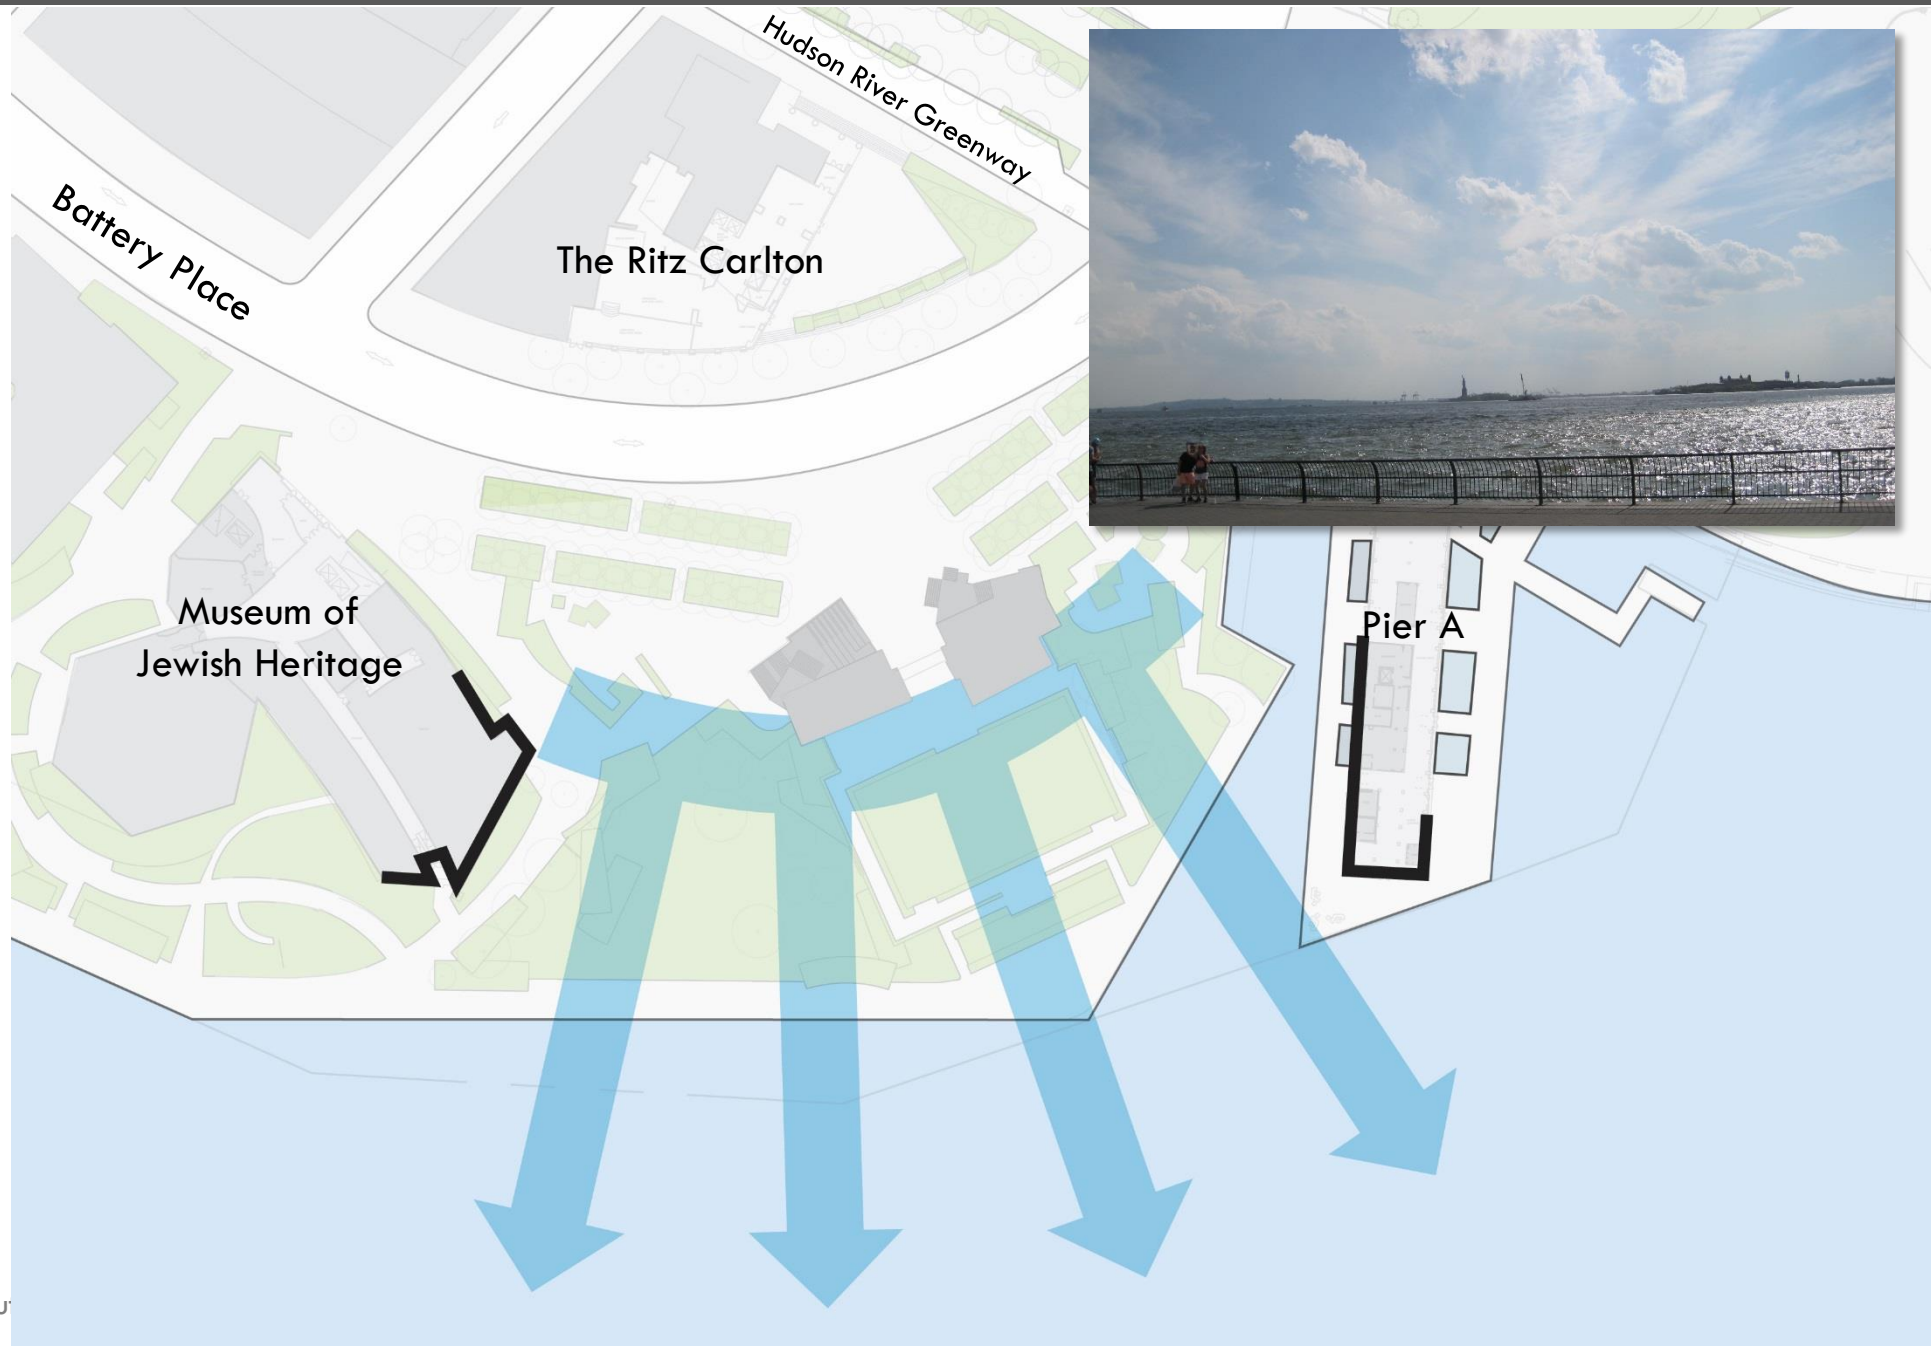 Hudson River Greenway
Battery Place
The Ritz Carlton
Museum of
Jewish Heritage
Pier A